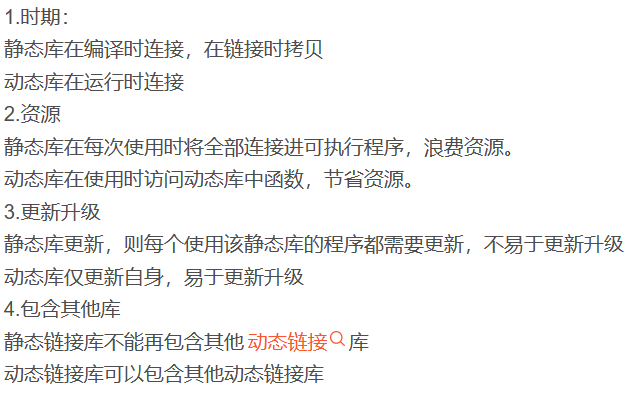 1.时期：
静态库在编译时连接，在链接时拷贝
动态库在运行时连接
2.资源
静态库在每次使用时将全部连接进可执行程序，浪费资源。
动态库在使用时访问动态库中函数，节省资源。
3.更新升级
静态库更新，则每个使用该静态库的程序都需要更新，不易于更新升级
动态库仅更新自身，易于更新升级
4.包含其他库
静态链接库不能再包含其他动态链接库
动态链接库可以包含其他动态链接库